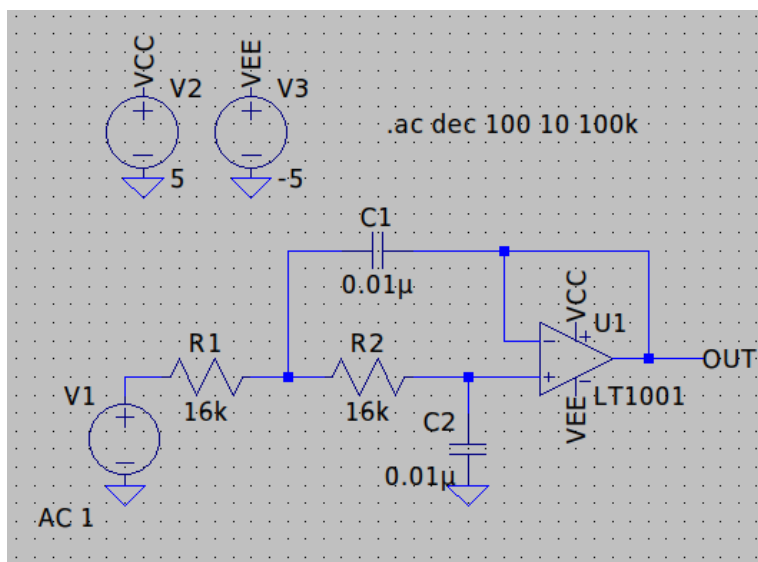 VCC
V2
5
VEE
V3
-5
.ac dec 100 10 100k
C1
0.01µ
R1
16k
R2
16k
V1
AC 1
C2
0.01µ
VCC
U1
LT1001
VEE
OUT